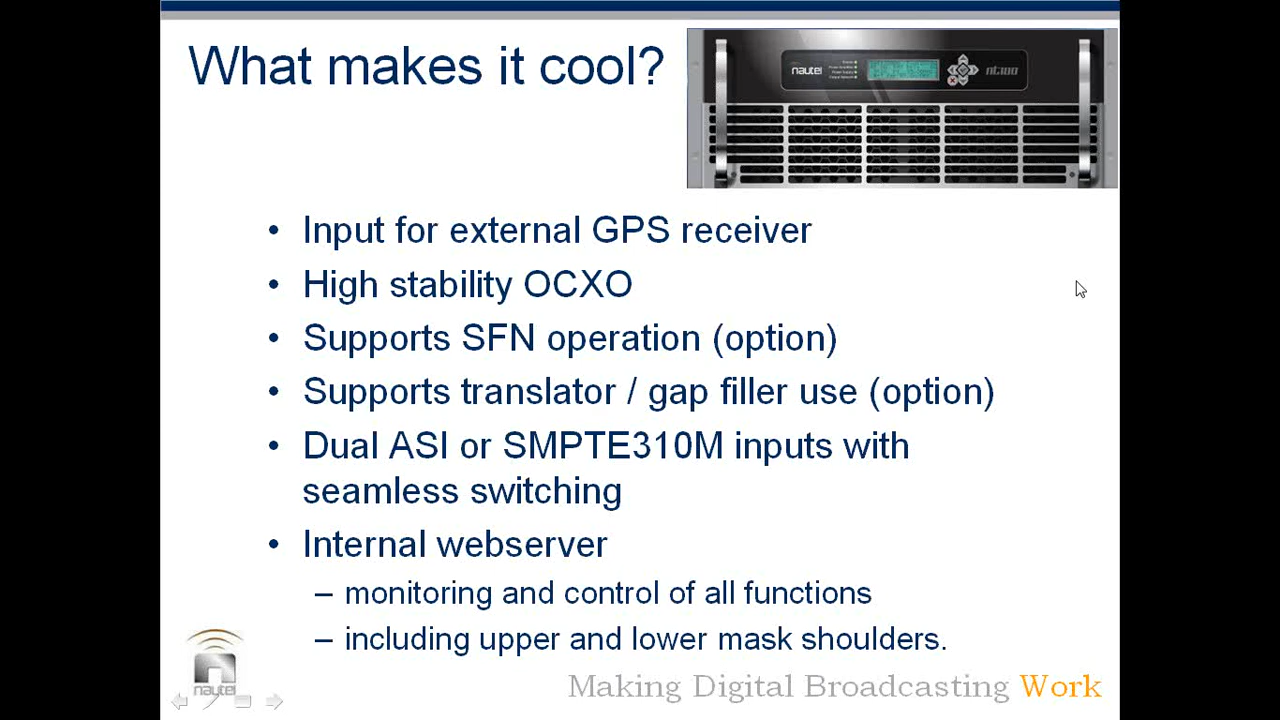 What makes it cool?
nautel
nt100
• Input for external GPS receiver
• High stability OCXO
• Supports SFN operation (option)
• Supports translator / gap filler use (option)
• Dual ASI or SMPTE310M inputs with
seamless switching
• Internal webserver
– monitoring and control of all functions
– including upper and lower mask shoulders.
nautel
Making Digital Broadcasting Work